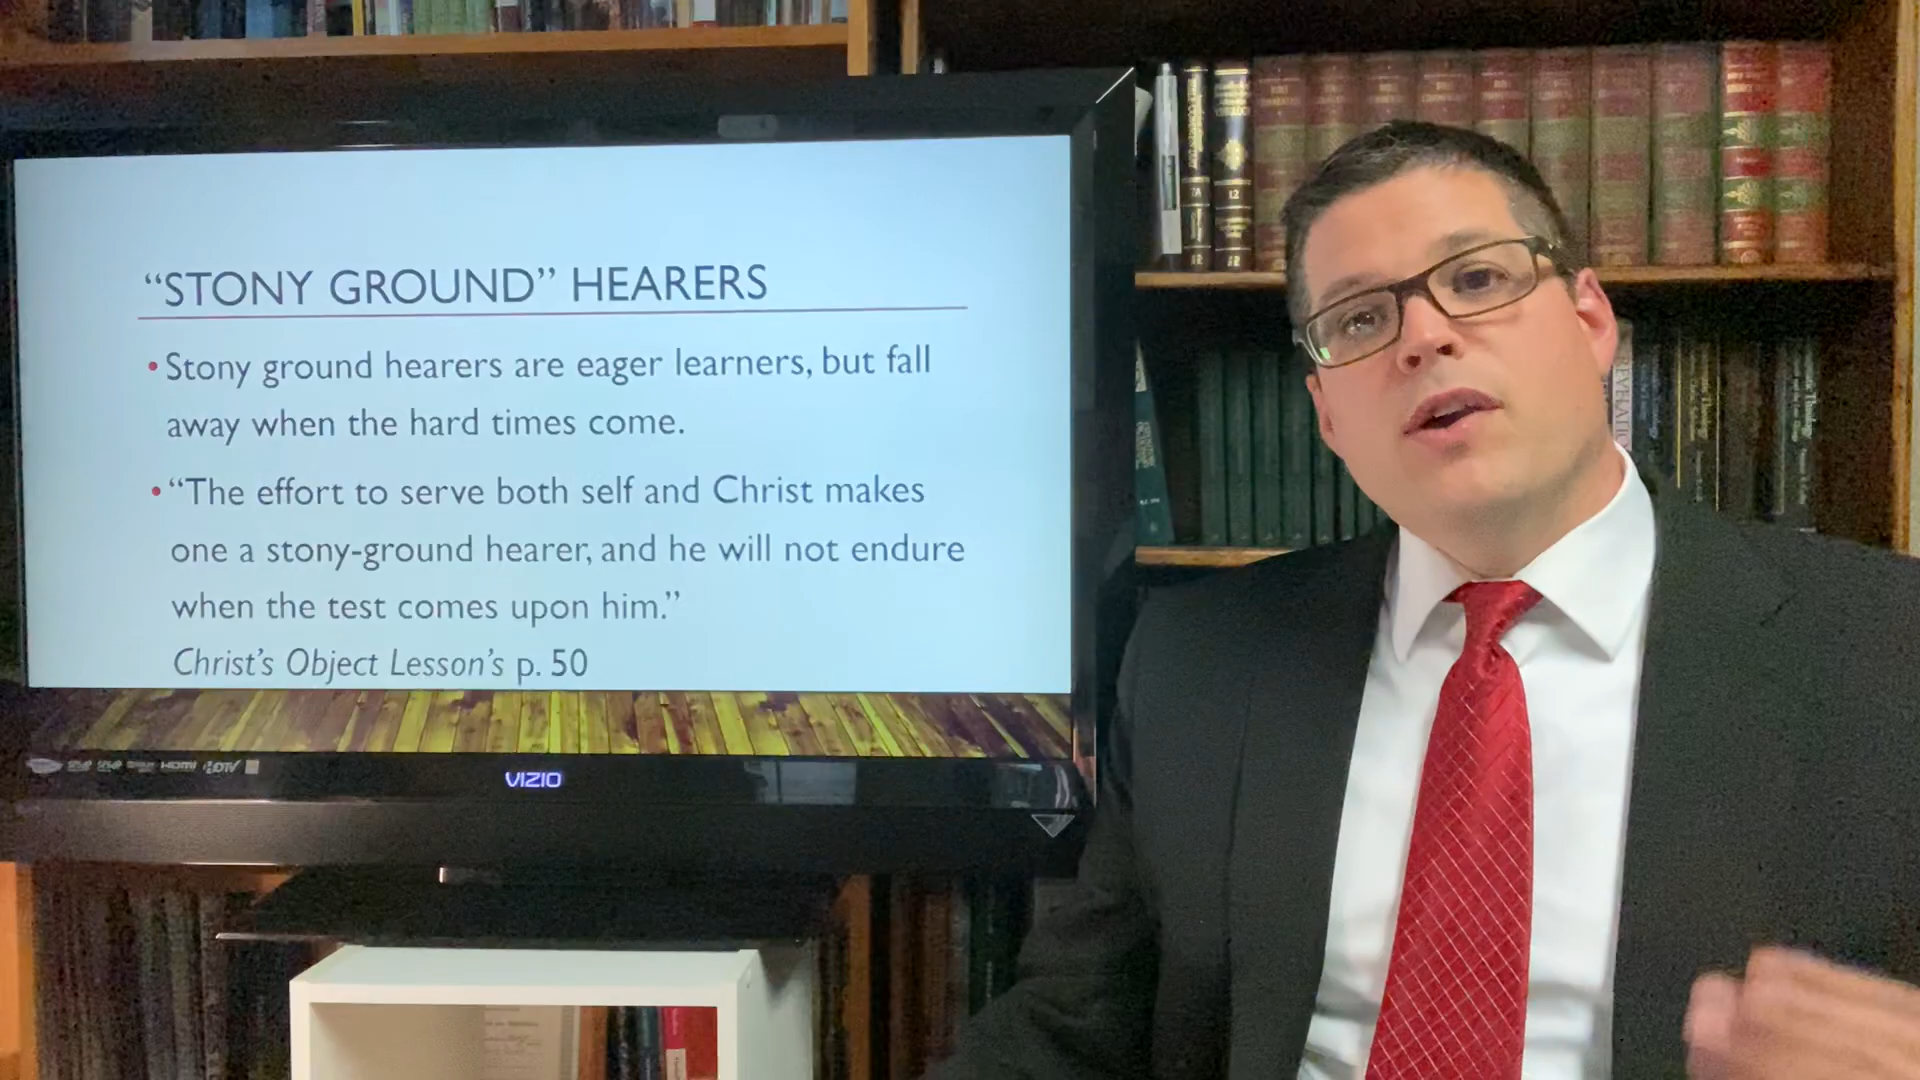 “STONY GROUND” HEARERS
• Stony ground hearers are eager learners, but fall
away when the hard times come.
• “The effort to serve both self and Christ makes
one a stony-ground hearer, and he will not endure
when the test comes upon him.”
Christ’s Object Lesson’s p. 50
HDMI
VIZIO
7A
12